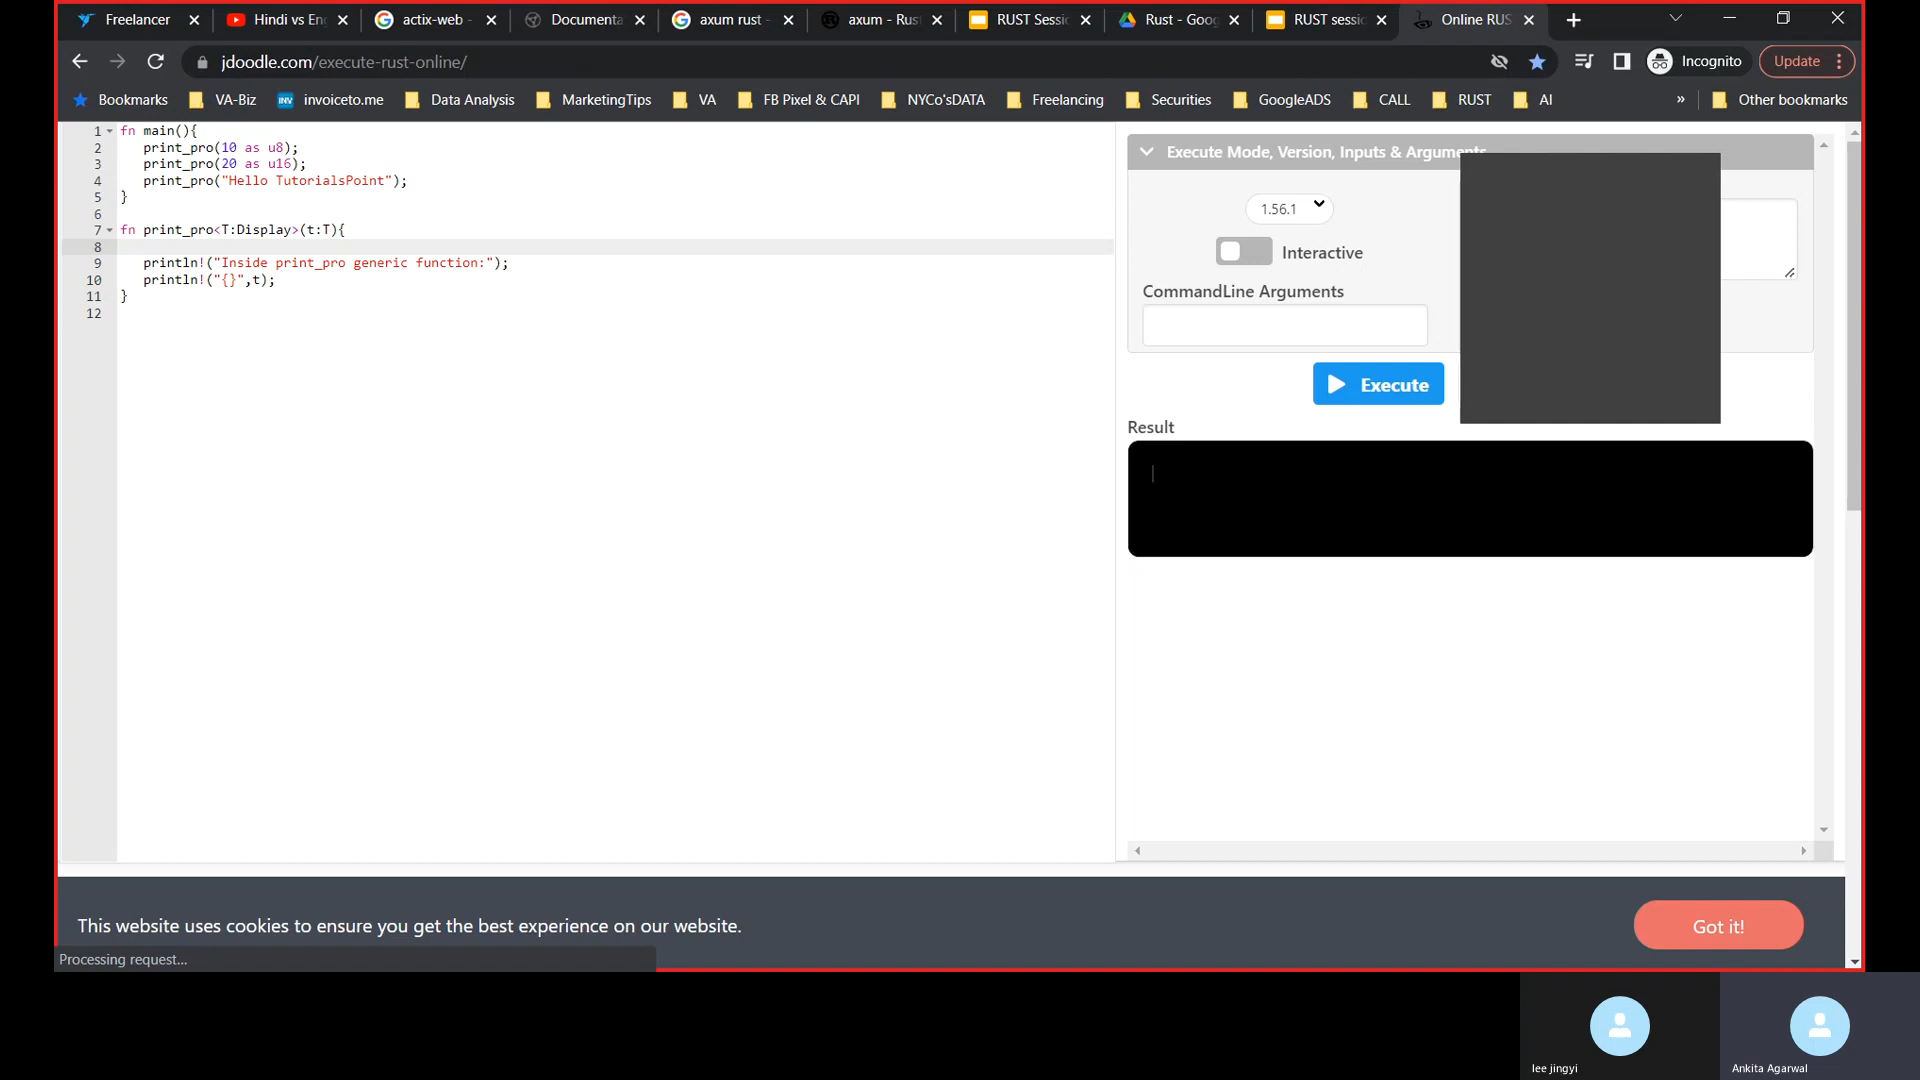 Freelancer
Hindi vs En
actix-web -
Documenta
axum rust -
axum - Rus
RUST Sessio
Rust - Goog
RUST sessio
Online RUS
jdoodle.com/execute-rust-online/
Incognito
Update
Bookmarks
VA-Biz
INV
invoiceto.me
Data Analysis
MarketingTips
VA
FB Pixel & CAPI
NYCo'sDATA
Freelancing
Securities
GoogleADS
CALL
RUST
AI
»
Other bookmarks
1 fn main(){
2 print_pro(10 as u8);
3 print_pro(20 as u16);
4 print_pro("Hello TutorialsPoint");
5 }
6
7 fn print_pro<T:Display>(t:T){
8
9 println!("Inside print_pro generic function:");
10 println!("{}",t);
11 }
12
Execute Mode, Version, Inputs & Arguments
1.56.1
Interactive
CommandLine Arguments
Execute
Result
This website uses cookies to ensure you get the best experience on our website.
Got it!
Processing request...
lee jingyi
Ankita Agarwal